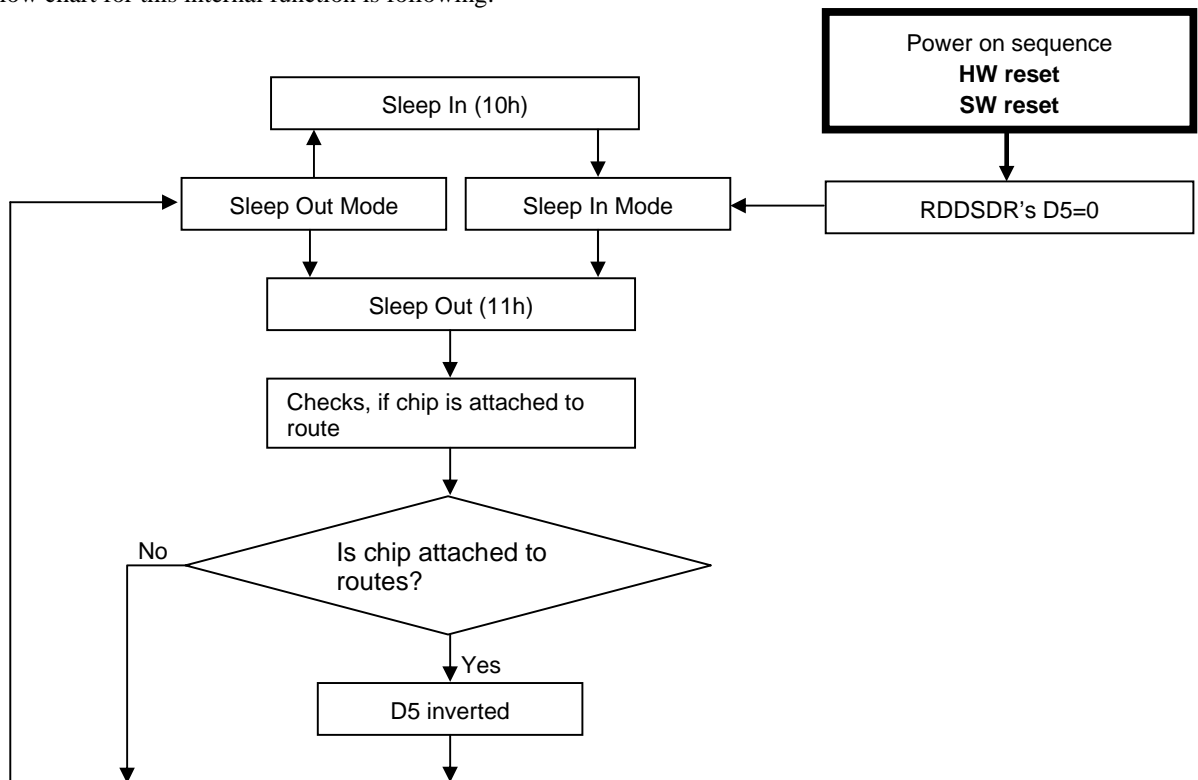 low chart for this internal function is following:
Power on sequence
HW reset
SW reset
Sleep In (10h)
Sleep Out Mode
Sleep In Mode
RDDSDR's D5=0
Sleep Out (11h)
Checks, if chip is attached to
route
Is chip attached to
routes?
No
Yes
D5 inverted